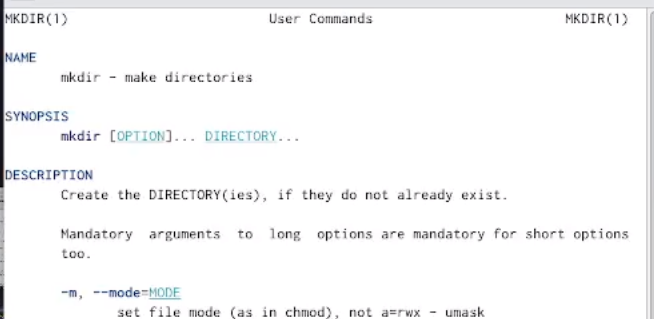 MKDIR(1) User Commands MKDIR(1)
NAME
mkdir - make directories
SYNOPSIS
mkdir [OPTION]... DIRECTORY...
DESCRIPTION
Create the DIRECTORY(ies), if they do not already exist.
Mandatory arguments to long options are mandatory for short options
too.
-m, --mode=MODE
set file mode (as in chmod), not a=rwx - umask